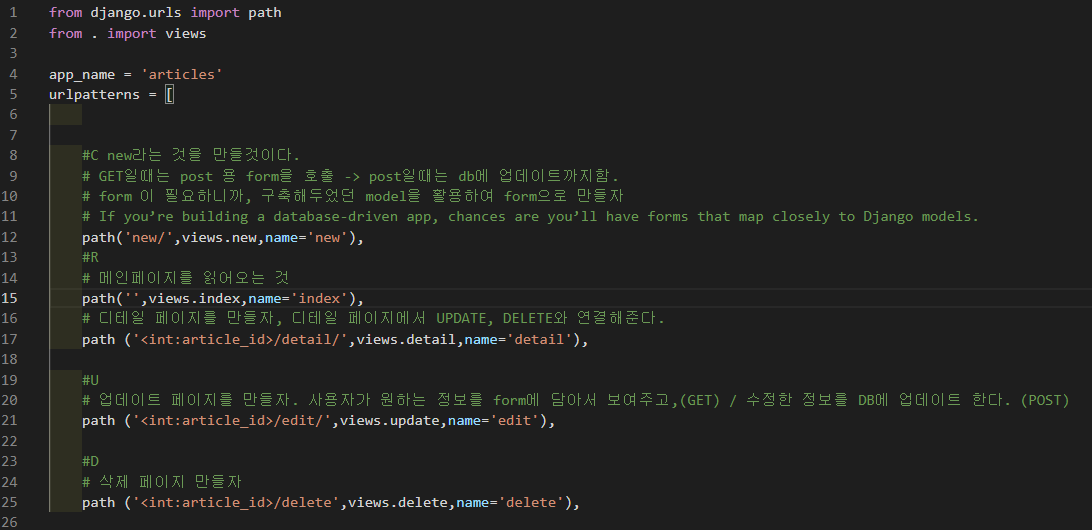 1 from django.urls import path
2 from . import views
3
4 app_name = 'articles'
5 urlpatterns = [
6
7
8 #C new라는 것을 만들것이다.
9 # GET일때는 post 용 form을 호출 -> post일때는 db에 업데이트까지함.
10 # form 이 필요하니까, 구축해두었던 model을 활용하여 form으로 만들자
11 # If you’re building a database-driven app, chances are you’ll have forms that map closely to Django models.
12 path('new/',views.new,name='new'),
13 #R
14 # 메인페이지를 읽어오는 것
15 path('',views.index,name='index'),
16 # 디테일 페이지를 만들자, 디테일 페이지에서 UPDATE, DELETE와 연결해준다.
17 path ('<int:article_id>/detail/',views.detail,name='detail'),
18
19 #U
20 # 업데이트 페이지를 만들자. 사용자가 원하는 정보를 form에 담아서 보여주고,(GET) / 수정한 정보를 DB에 업데이트 한다. (POST)
21 path ('<int:article_id>/edit/',views.update,name='edit'),
22
23 #D
24 # 삭제 페이지 만들자
25 path ('<int:article_id>/delete',views.delete,name='delete'),
26